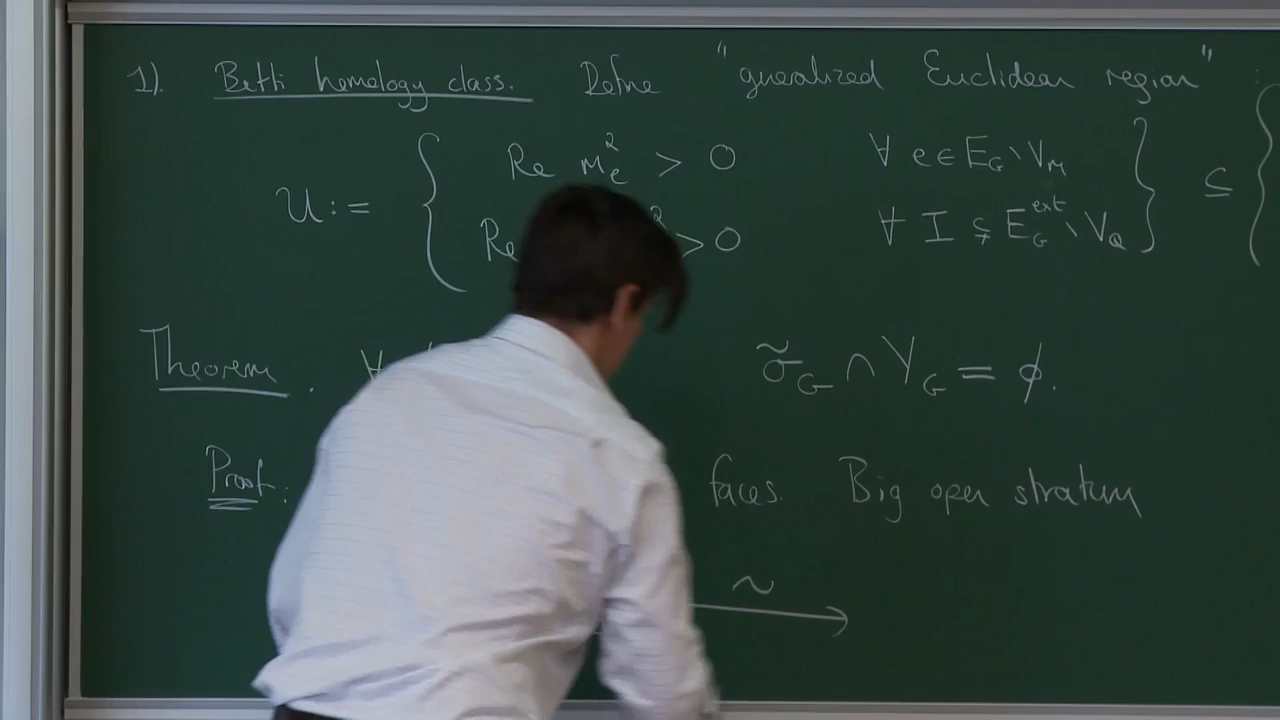 1). Betti homology class. Define "generalized Euclidean region" :
U := { Re m_e^2 > 0 ∀ e ∈ E_G \ V_M } ⊆ {
Re ^2 > 0 ∀ I ⊊ E_G^ext \ V_Q
Theorem. ∀ σ̃_G ∩ Y_G = φ.
Proof: faces. Big open stratum
~ →